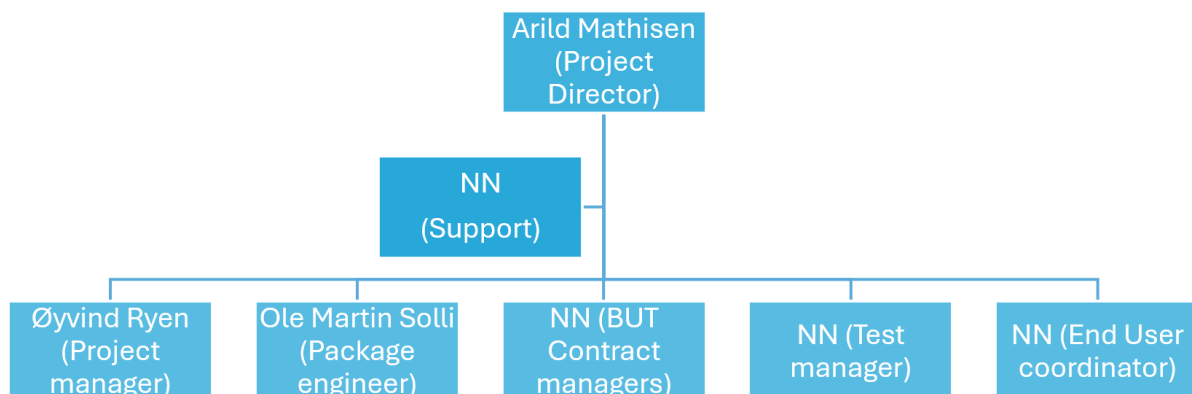 Arild Mathisen
(Project
Director)
NN
(Support)
Øyvind Ryen
(Project
manager)
Ole Martin Solli
(Package
engineer)
NN (BUT
Contract
managers)
NN (Test
manager)
NN (End User
coordinator)